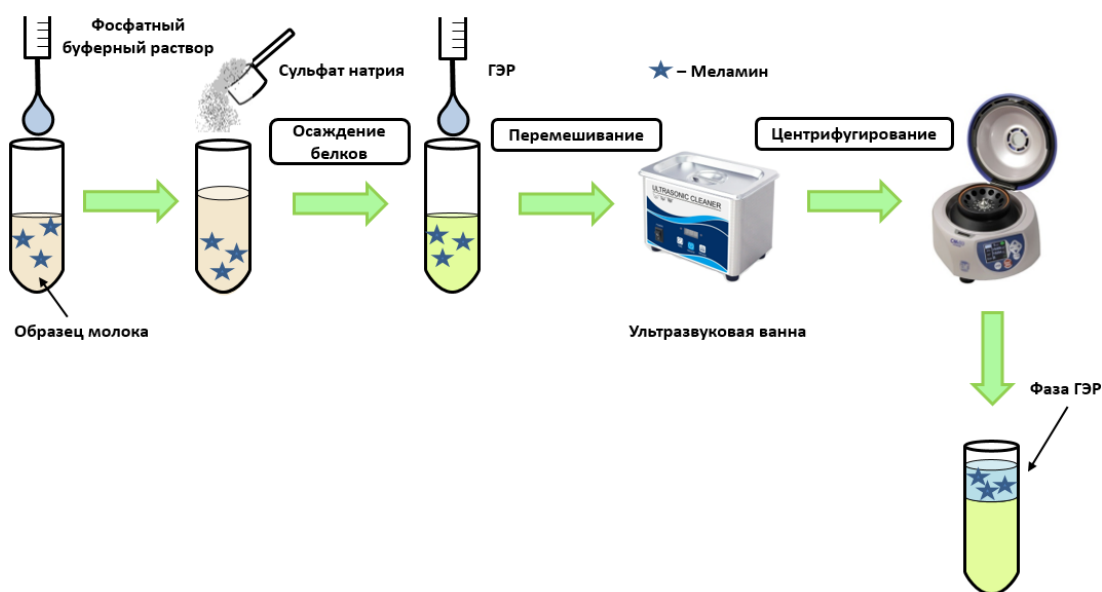 Фосфатный
буферный раствор
Сульфат натрия
ГЭР
– Меламин
Осаждение
белков
Перемешивание
Центрифугирование
ULTRASONIC CLEANER
Образец молока
Ультразвуковая ванна
Фаза ГЭР